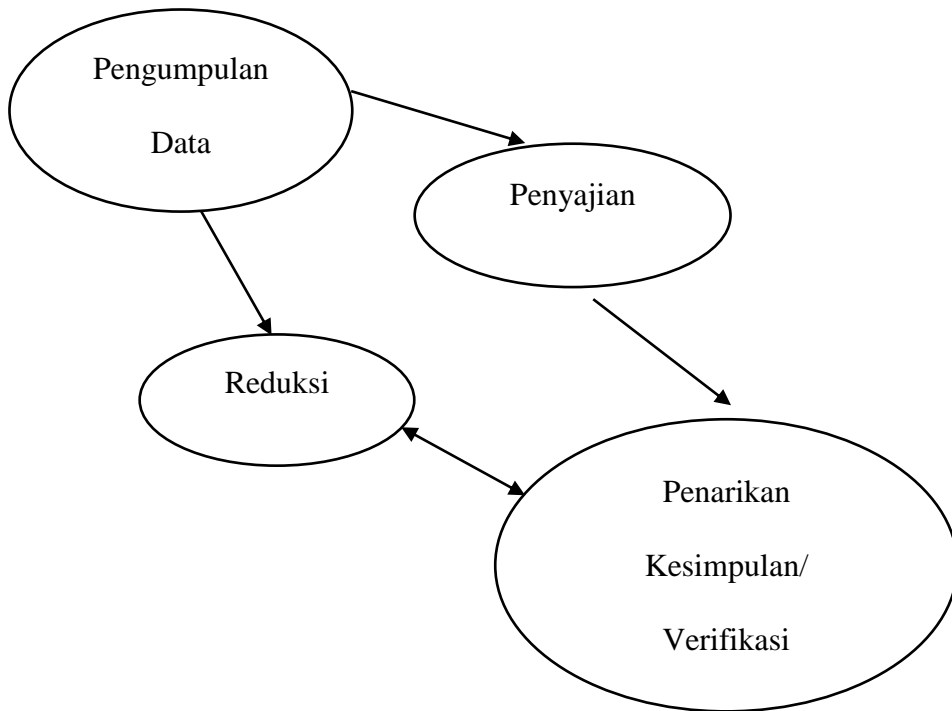 Pengumpulan
Data
Penyajian
Reduksi
Penarikan
Kesimpulan/
Verifikasi